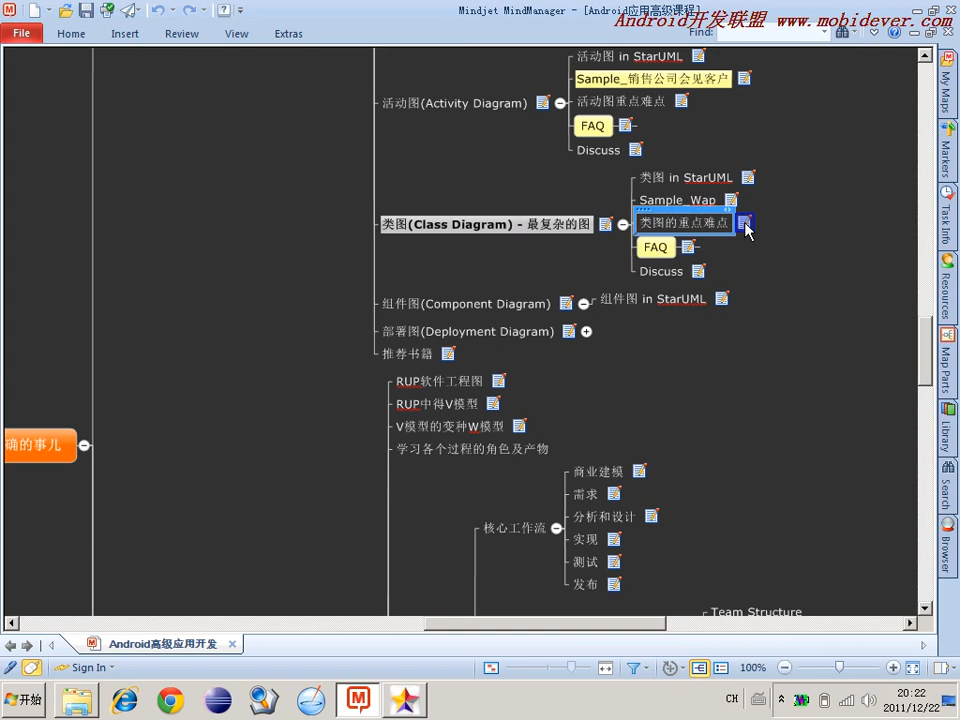 Mindjet MindManager - [Android应用高级课程]
Android开发联盟 www.mobidever.com
File
Home
Insert
Review
View
Extras
Find:
活动图 in StarUML
Sample_销售公司会见客户
活动图(Activity Diagram)
活动图重点难点
FAQ
Discuss
类图 in StarUML
Sample_Wap
类图(Class Diagram) - 最复杂的图
类图的重点难点
FAQ
Discuss
组件图(Component Diagram)
组件图 in StarUML
部署图(Deployment Diagram)
推荐书籍
RUP软件工程图
RUP中得V模型
V模型的变种W模型
学习各个过程的角色及产物
确的事儿
商业建模
需求
分析和设计
核心工作流
实现
测试
发布
Team Structure
My Maps
Markers
Task Info
Resources
Map Parts
Library
Search
Browser
Android高级应用开发
Sign In
100%
开始
CH
20:22
2011/12/22